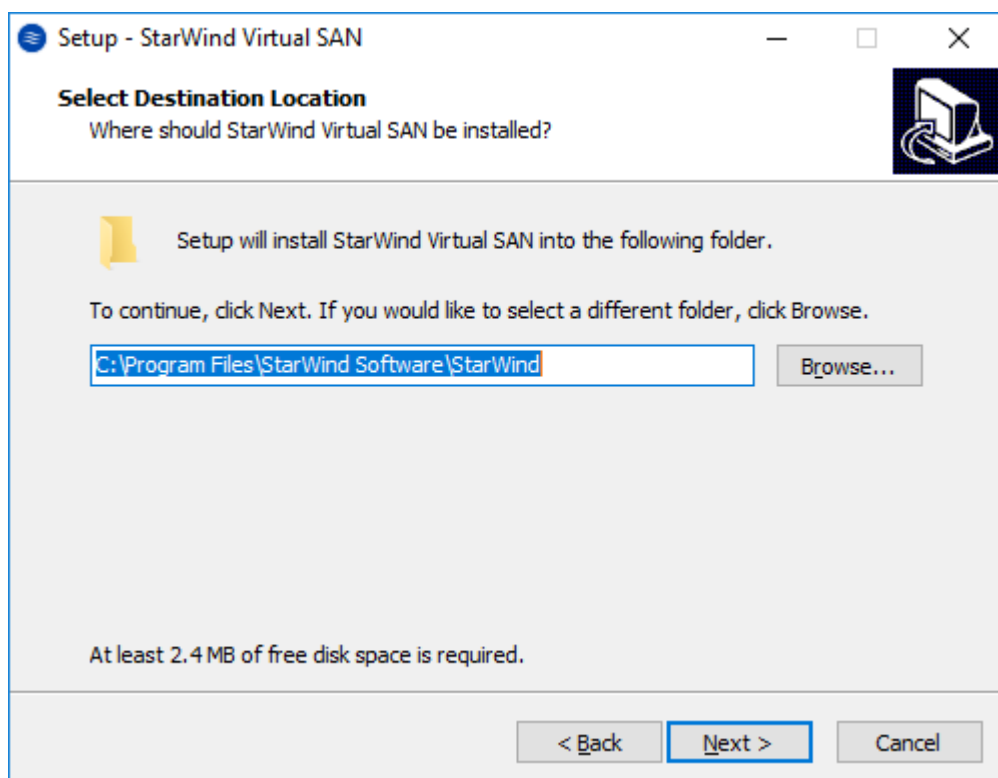 Setup - StarWind Virtual SAN
Select Destination Location
Where should StarWind Virtual SAN be installed?
Setup will install StarWind Virtual SAN into the following folder.
To continue, click Next. If you would like to select a different folder, click Browse.
C:\Program Files\StarWind Software\StarWind
Browse...
At least 2.4 MB of free disk space is required.
< Back
Next >
Cancel